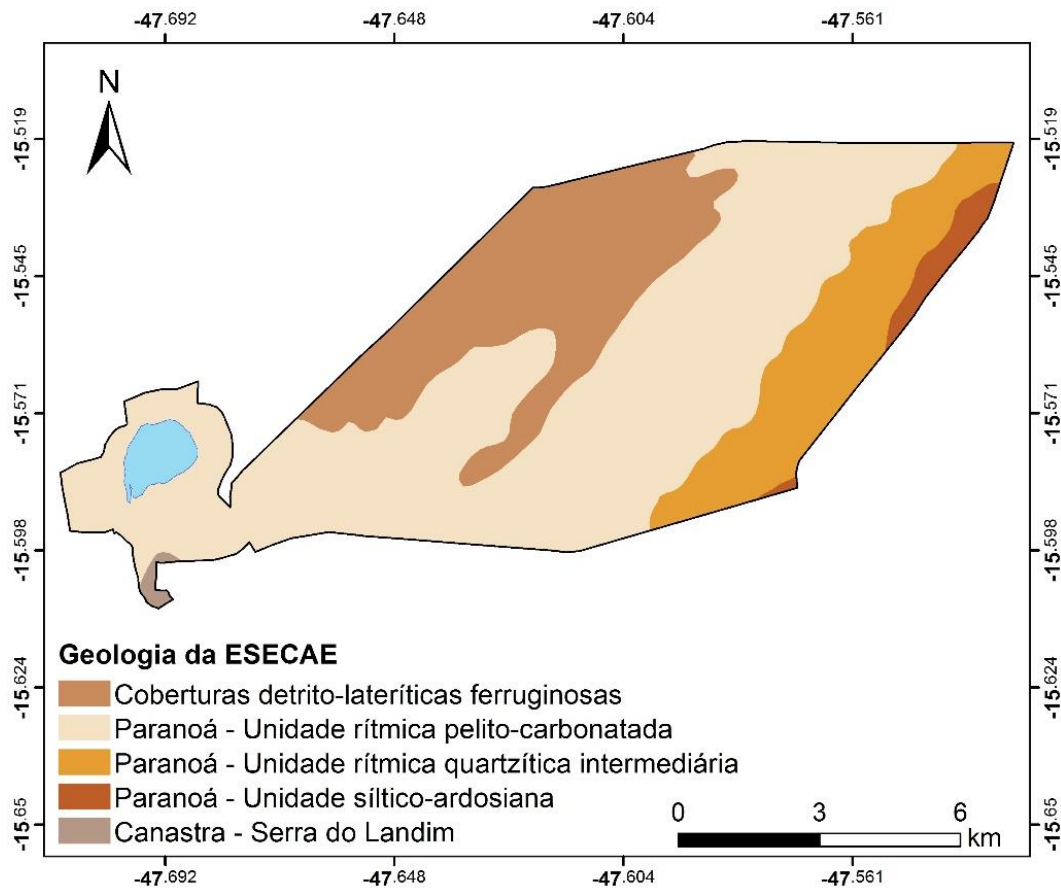 -47.692 -47.648 -47.604 -47.561
N
-15.519 -15.519
-15.545 -15.545
-15.571 -15.571
-15.598 -15.598
Geologia da ESECAE
-15.624 -15.624
Coberturas detrito-lateríticas ferruginosas
Paranoá - Unidade rítmica pelito-carbonatada
Paranoá - Unidade rítmica quartzítica intermediária
Paranoá - Unidade síltico-ardosiana
0 3 6
-15.65 -15.65
Canastra - Serra do Landim
km
-47.692 -47.648 -47.604 -47.561